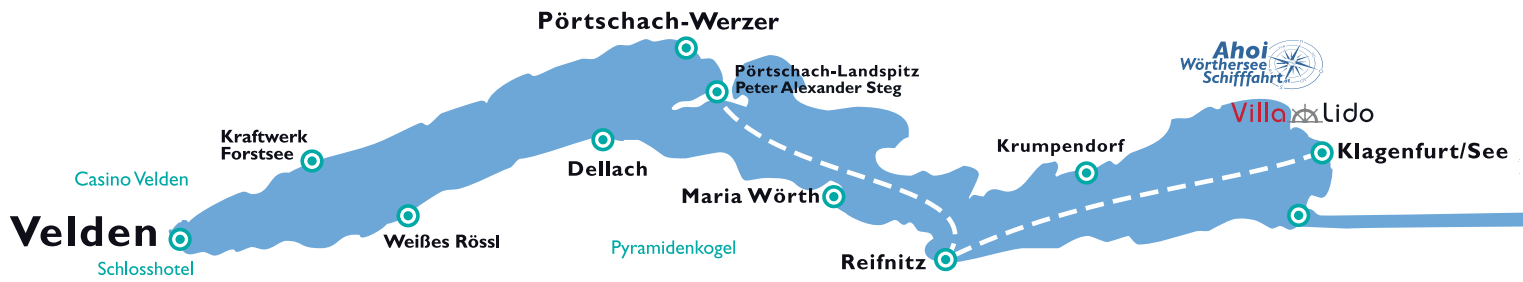 Pörtschach-Werzer
Ahoi
Wörthersee
Schifffahrt.at
Pörtschach-Landspitz
Peter Alexander Steg
Villa Lido
Kraftwerk
Forstsee
Krumpendorf
Klagenfurt/See
Dellach
Casino Velden
Maria Wörth
Velden
Weißes Rössl
Pyramidenkogel
Reifnitz
Schlosshotel